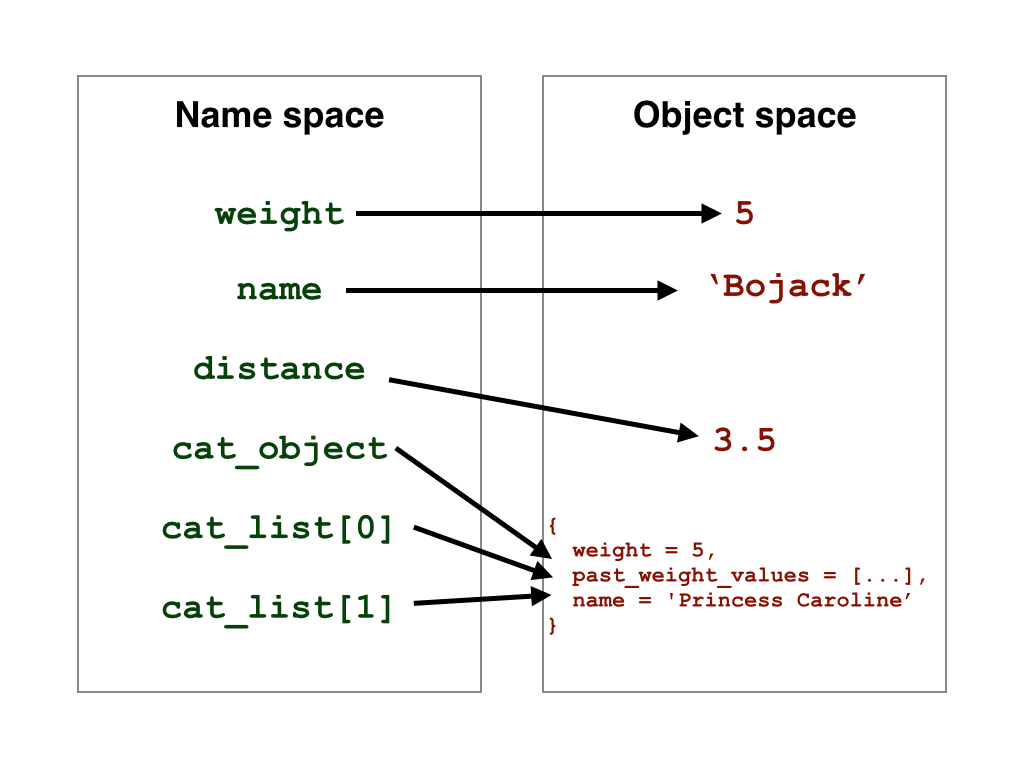 Name space
Object space
weight
5
name
‘Bojack’
distance
3.5
cat_object
cat_list[0]
cat_list[1]
{
weight = 5,
past_weight_values = [...],
name = 'Princess Caroline’
}